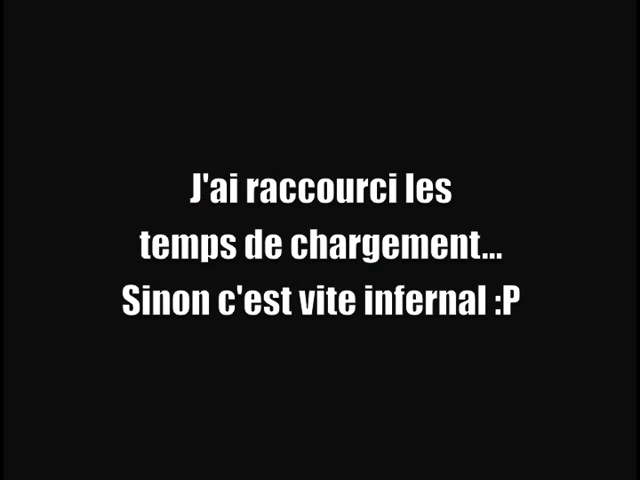 J'ai raccourci les
temps de chargement...
Sinon c'est vite infernal :P